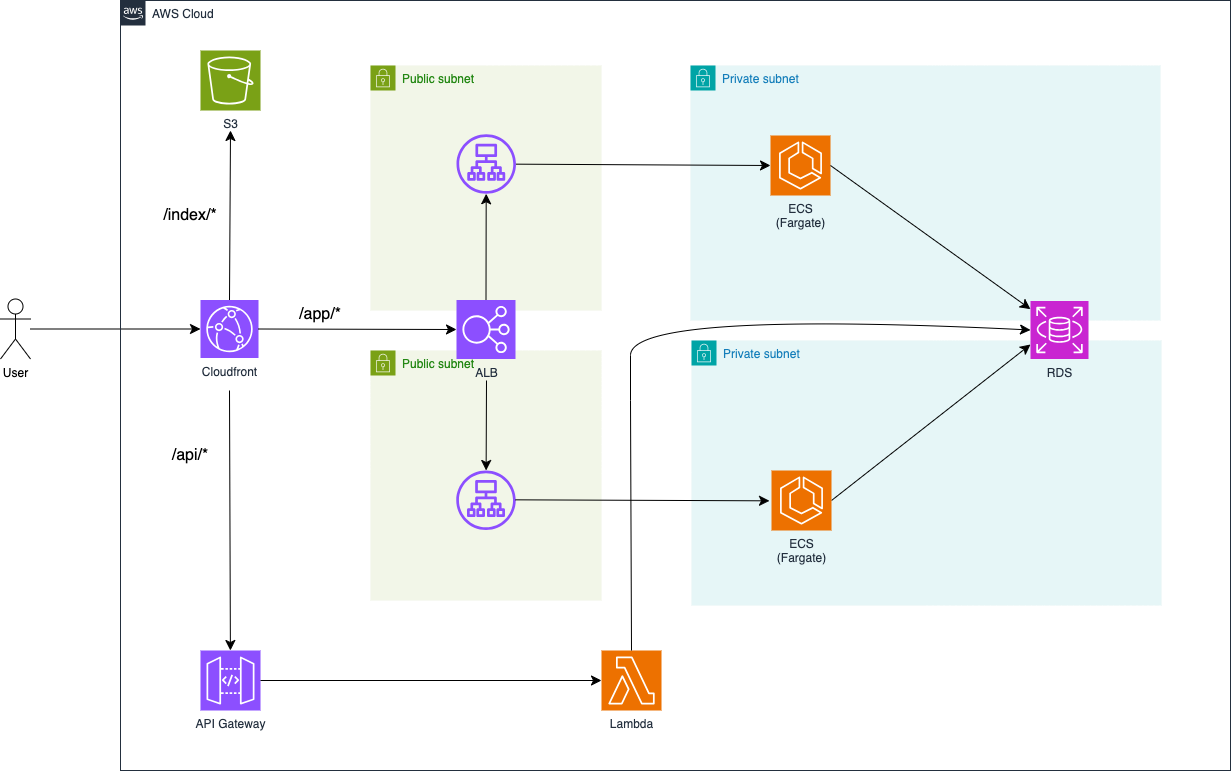 aws
AWS Cloud
S3
Public subnet
Private subnet
ECS
(Fargate)
/index/*
/app/*
User
Cloudfront
Public subnet
ALB
Private subnet
RDS
/api/*
ECS
(Fargate)
</>
API Gateway
Lambda